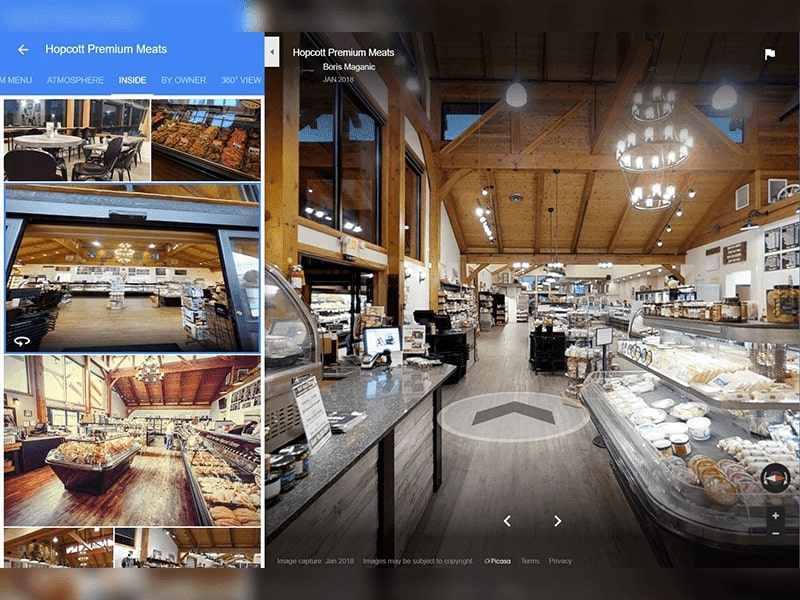 Hopcott Premium Meats
M MENU ATMOSPHERE INSIDE BY OWNER 360° VIEW
Hopcott Premium Meats
Boris Maganic
JAN 2018
Image capture: Jan 2018 Images may be subject to copyright. Picasa Terms Privacy